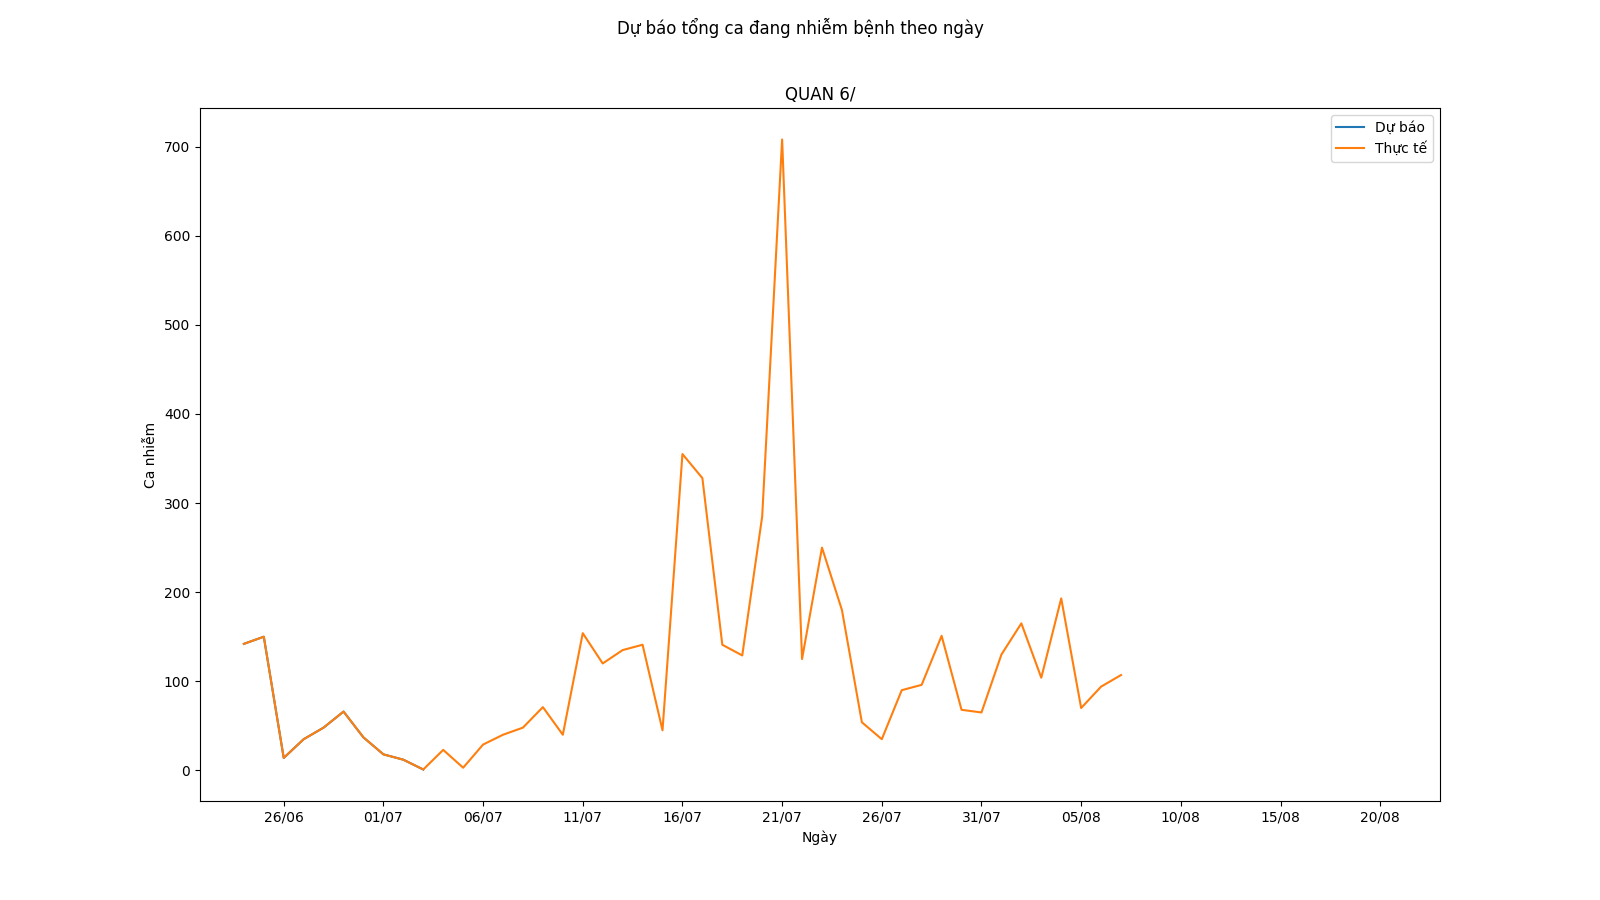 Dự báo tổng ca đang nhiễm bệnh theo ngày
QUAN 6/
Dự báo
Thực tế
Ca nhiễm
700
600
500
400
300
200
100
0
26/06 01/07 06/07 11/07 16/07 21/07 26/07 31/07 05/08 10/08 15/08 20/08
Ngày